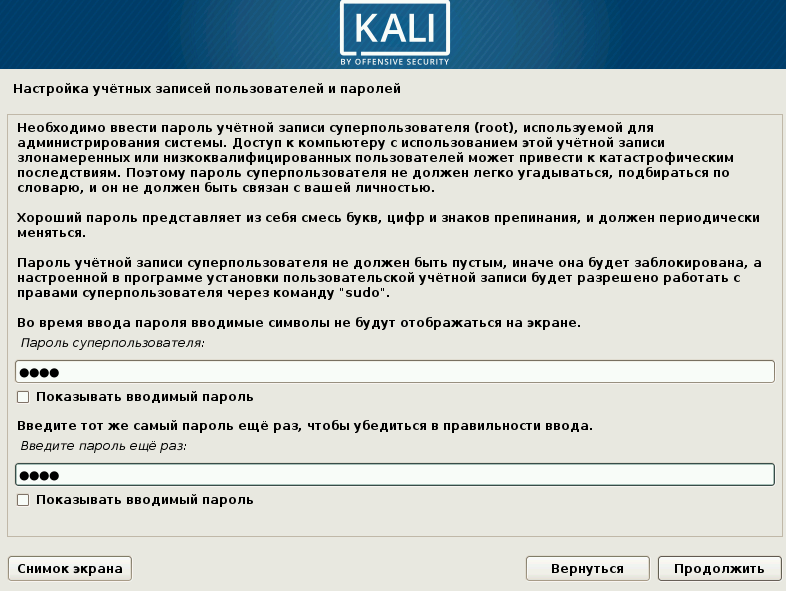 KALI
BY OFFENSIVE SECURITY
Настройка учётных записей пользователей и паролей
Необходимо ввести пароль учётной записи суперпользователя (root), используемой для
администрирования системы. Доступ к компьютеру с использованием этой учётной записи
злонамеренных или низкоквалифицированных пользователей может привести к катастрофическим
последствиям. Поэтому пароль суперпользователя не должен легко угадываться, подбираться по
словарю, и он не должен быть связан с вашей личностью.
Хороший пароль представляет из себя смесь букв, цифр и знаков препинания, и должен периодически
меняться.
Пароль учётной записи суперпользователя не должен быть пустым, иначе она будет заблокирована, а
настроенной в программе установки пользовательской учётной записи будет разрешено работать с
правами суперпользователя через команду "sudo".
Во время ввода пароля вводимые символы не будут отображаться на экране.
Пароль суперпользователя:
●●●●
Показывать вводимый пароль
Введите тот же самый пароль ещё раз, чтобы убедиться в правильности ввода.
Введите пароль ещё раз:
●●●●
Показывать вводимый пароль
Снимок экрана
Вернуться
Продолжить